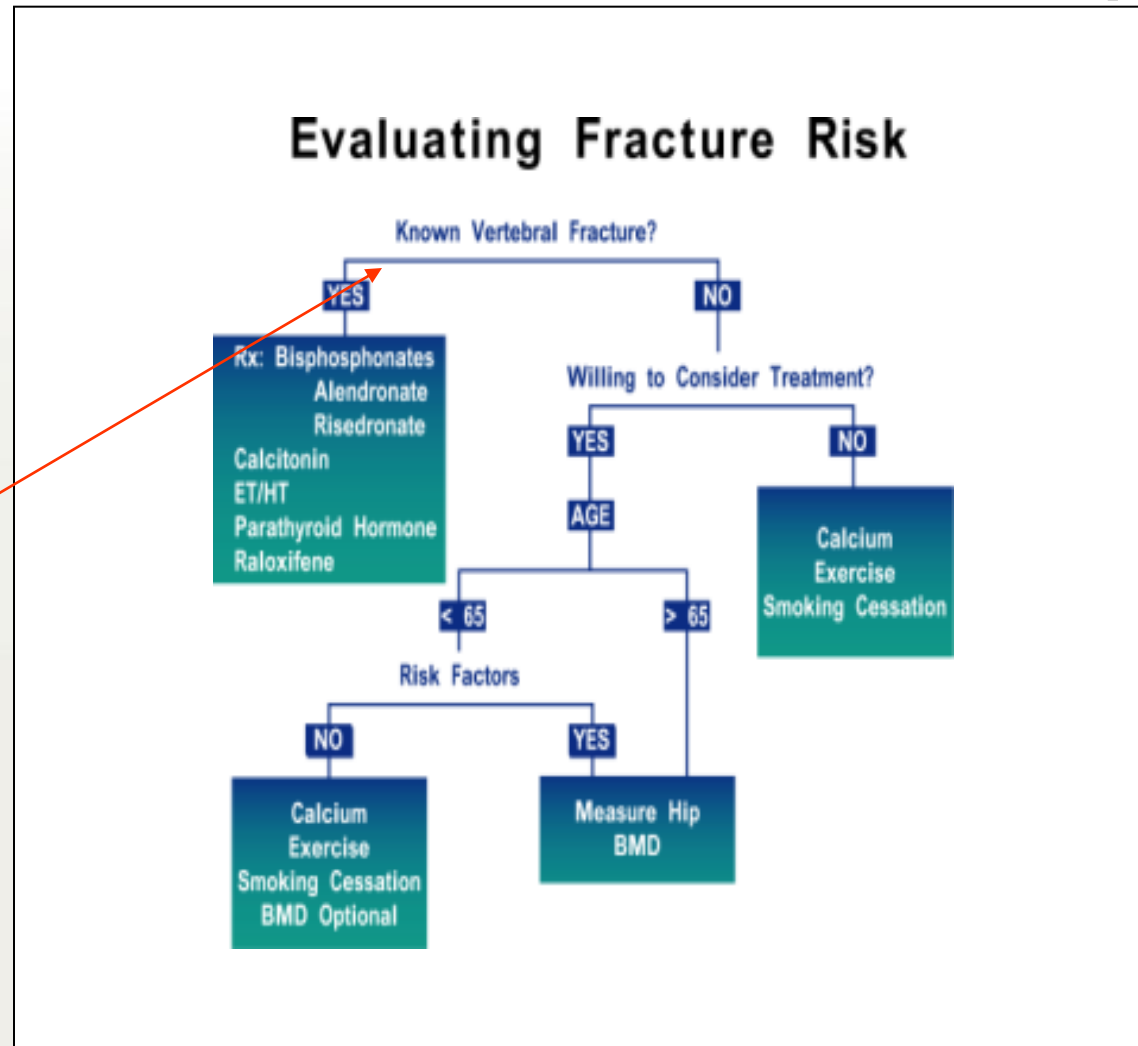 Evaluating Fracture Risk
Known Vertebral Fracture?
YES
NO
Rx: Bisphosphonates
Alendronate
Risedronate
Calcitonin
ET/HT
Parathyroid Hormone
Raloxifene
Willing to Consider Treatment?
YES
NO
AGE
Calcium
Exercise
Smoking Cessation
< 65
> 65
Risk Factors
NO
YES
Calcium
Exercise
Smoking Cessation
BMD Optional
Measure Hip
BMD